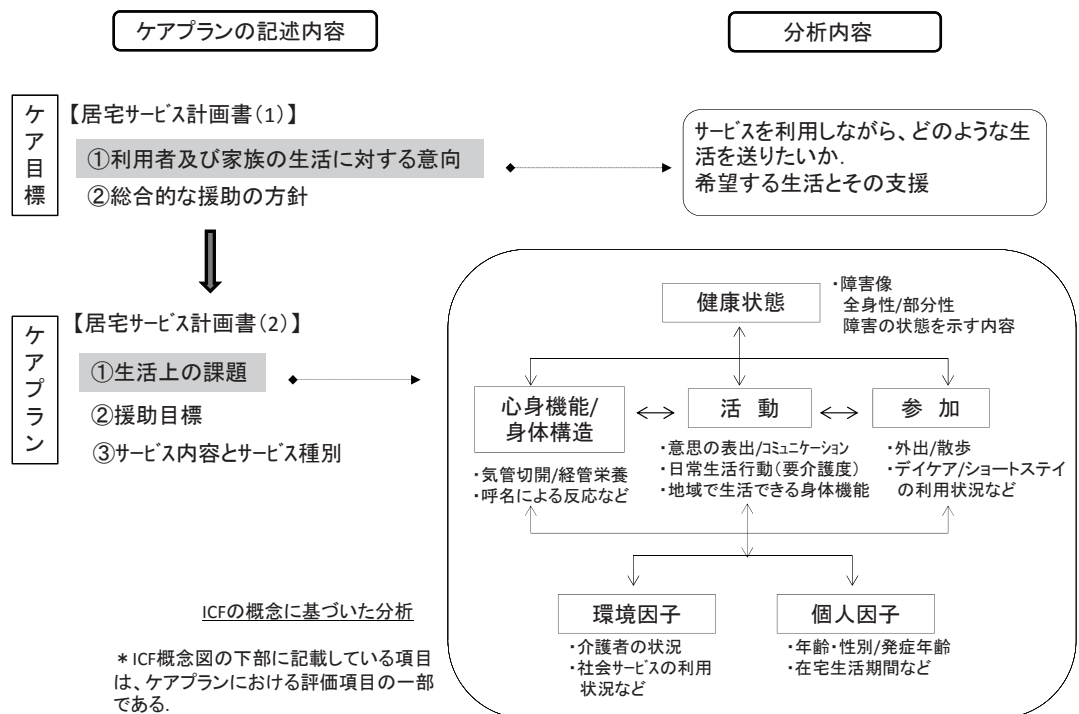 ケアプランの記述内容
分析内容
ケア目標
【居宅サービス計画書(1)】
①利用者及び家族の生活に対する意向
②総合的な援助の方針
サービスを利用しながら、どのような生
活を送りたいか.
希望する生活とその支援
ケアプラン
【居宅サービス計画書(2)】
①生活上の課題
②援助目標
③サービス内容とサービス種別
健康状態
・障害像
全身性/部分性
障害の状態を示す内容
心身機能/
身体構造
活 動
参 加
・気管切開/経管栄養
・呼名による反応など
・意思の表出/コミュニケーション
・日常生活行動(要介護度)
・地域で生活できる身体機能
・外出/散歩
・デイケア/ショートステイ
の利用状況など
環境因子
個人因子
・介護者の状況
・社会サービスの利用
状況など
・年齢・性別/発症年齢
・在宅生活期間など
ICFの概念に基づいた分析
＊ICF概念図の下部に記載している項目
は、ケアプランにおける評価項目の一部
である.